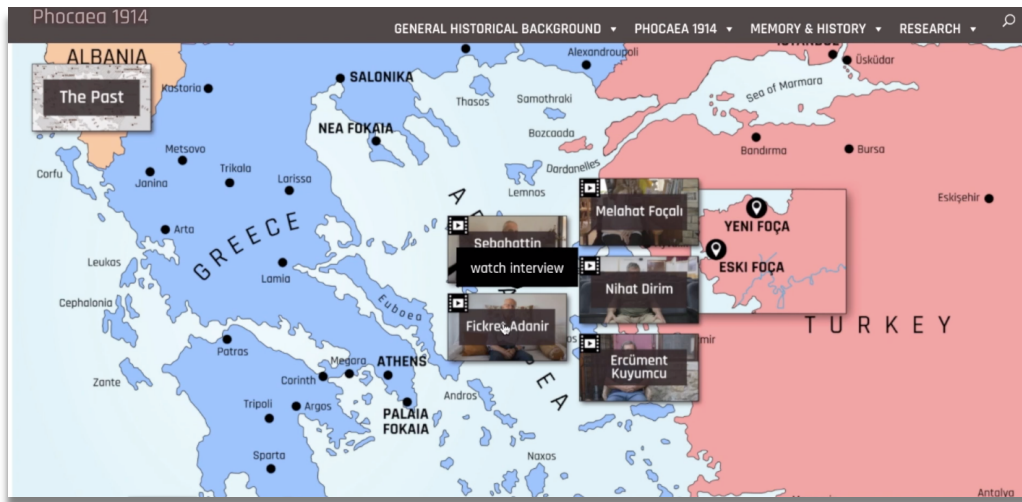 Phocaea 1914
GENERAL HISTORICAL BACKGROUND
PHOCAEA 1914
MEMORY & HISTORY
RESEARCH
ALBANIA
The Past
Kastoria
SALONIKA
Alexandroupoli
ISTANBUL
Üsküdar
Sea of Marmara
Thasos
Samothraki
NEA FOKAIA
Bozcaada
Bandırma
Bursa
Metsovo
Dardanelles
Corfu
Janina
Trikala
Larissa
Lemnos
Eskişehir
Melahat Foçalı
YENI FOÇA
Arta
GREECE
Sebahattin
watch interview
ESKI FOÇA
Leukas
Lamia
Nihat Dirim
Cephalonia
Euboea
Fickret Adanir
TURKEY
Patras
Megara
ATHENS
Ercüment
Kuyumcu
Zante
Corinth
Andros
Tripoli
Argos
PALAIA
FOKAIA
Sparta
Naxos
Antalya